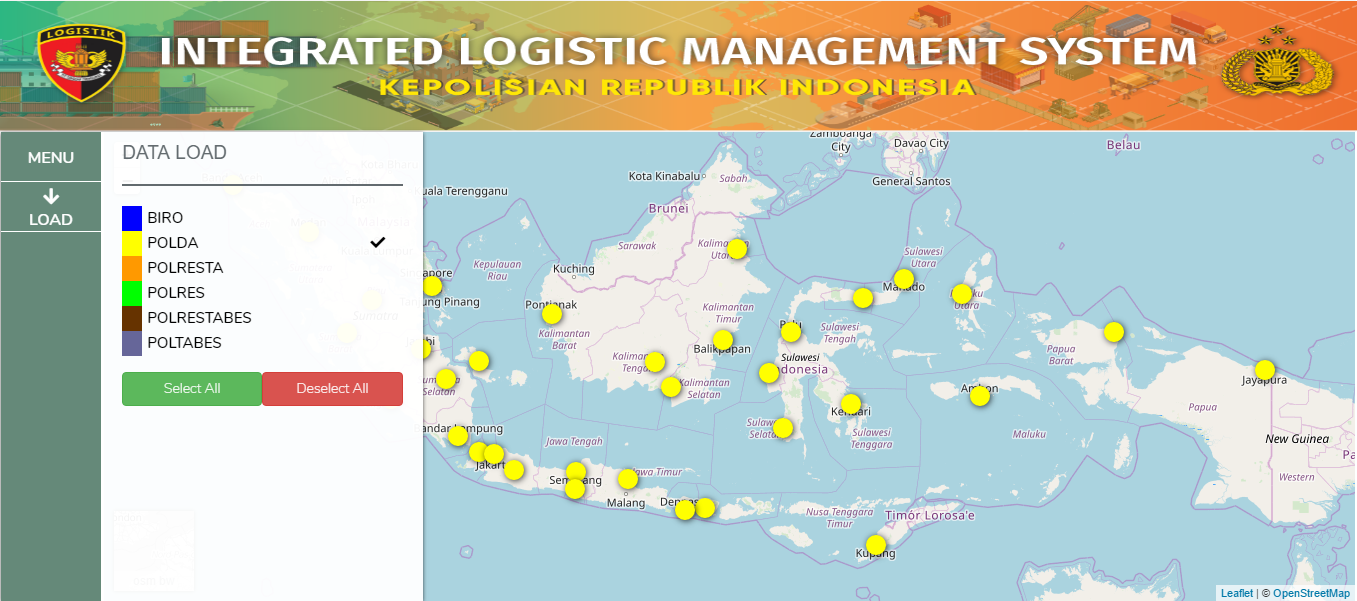 LOGISTIK
INTEGRATED LOGISTIC MANAGEMENT SYSTEM
KEPOLISIAN REPUBLIK INDONESIA
MENU
LOAD
DATA LOAD
BIRO
POLDA
POLRESTA
POLRES
POLRESTABES
POLTABES
Select All
Deselect All
Zamboanga
City
Davao City
General Santos
Belau
Kota Kinabalu
Sabah
Brunei
Kuala Terengganu
Sarawak
Kalimantan
Utara
Sulawesi
Utara
Kepulauan
Riau
Kuching
Singapore
Tanjung Pinang
Manado
Maluku
Utara
Pontianak
Kalimantan
Timur
Kalimantan
Barat
Palu
Sulawesi
Tengah
Balikpapan
Sulawesi
Indonesia
Papua
Barat
Kalimantan
Tengah
Kalimantan
Selatan
Jayapura
Ambon
Kendari
Papua
Sulawesi
Selatan
Sulawesi
Tenggara
Maluku
New Guinea
Western
Bandar Lampung
Jawa Tengah
Jakarta
Semarang
Jawa Timur
Malang
Denpasar
Nusa Tenggara
Timur
Timór Lorosa'e
Kupang
Leaflet | © OpenStreetMap